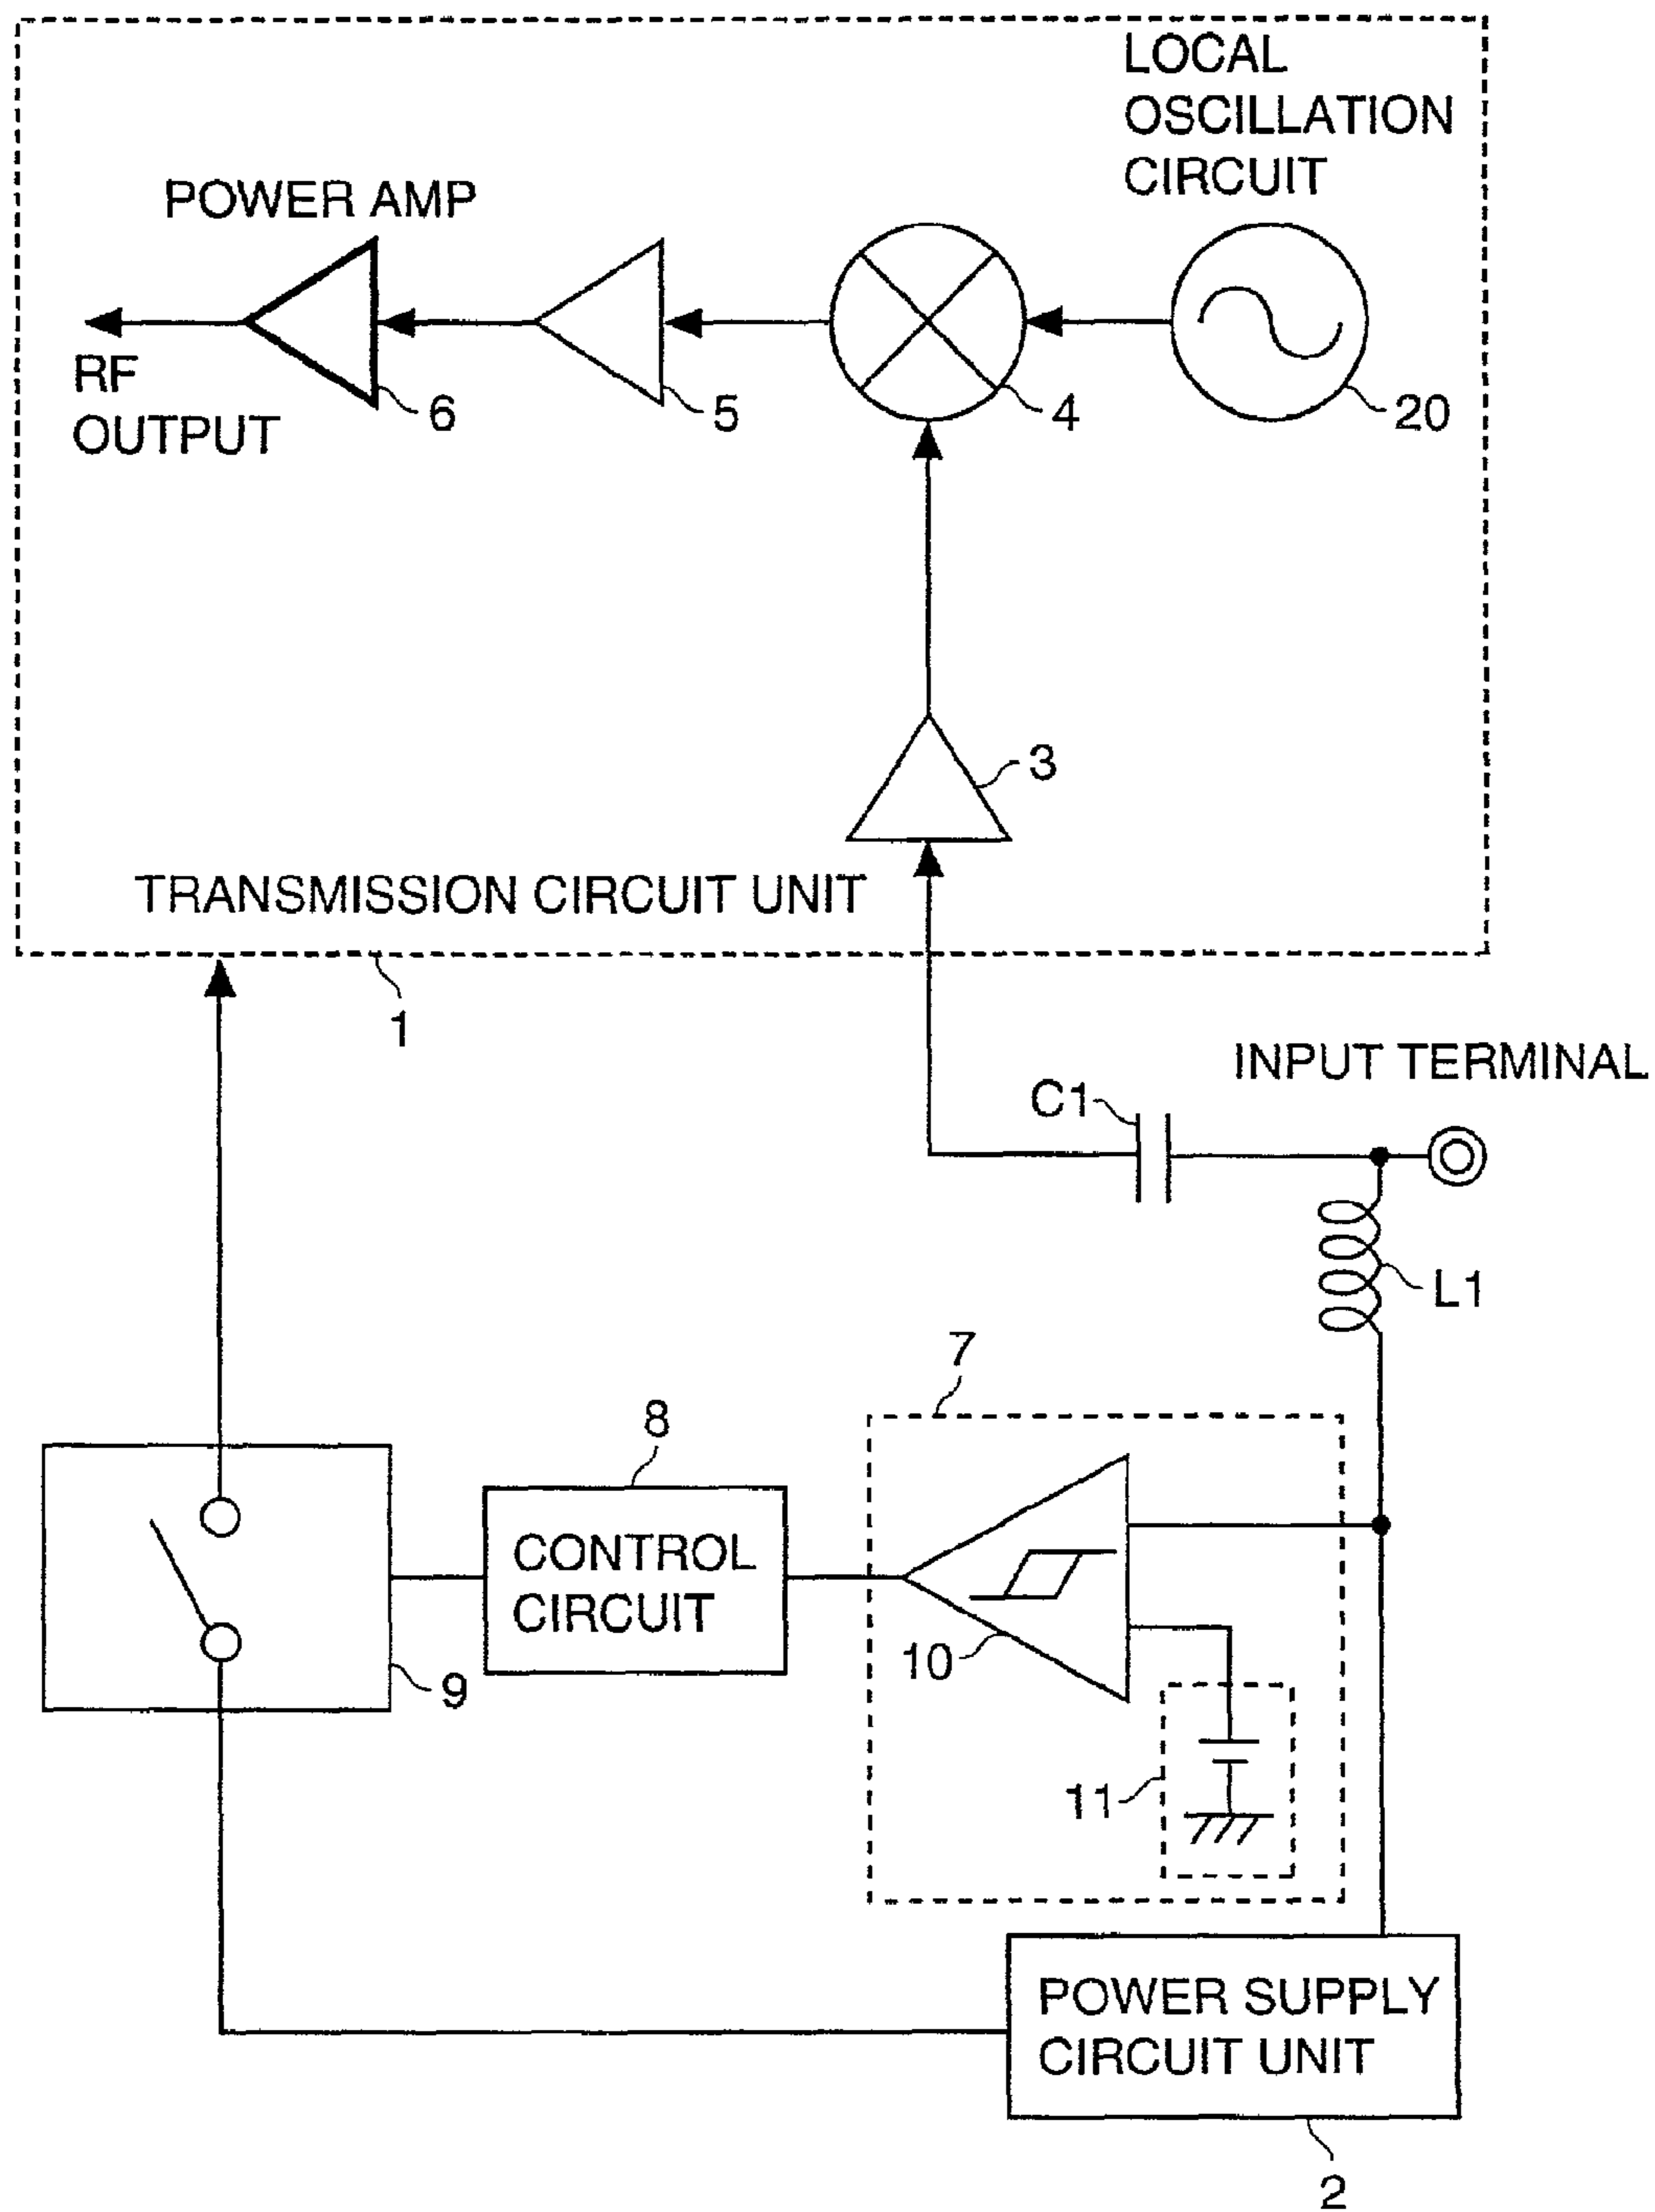 LOCAL
OSCILLATION
CIRCUIT
POWER AMP
RF
OUTPUT
6
5
4
20
3
TRANSMISSION CIRCUIT UNIT
1
INPUT TERMINAL
C1
L1
7
8
CONTROL
CIRCUIT
10
9
11
POWER SUPPLY
CIRCUIT UNIT
2